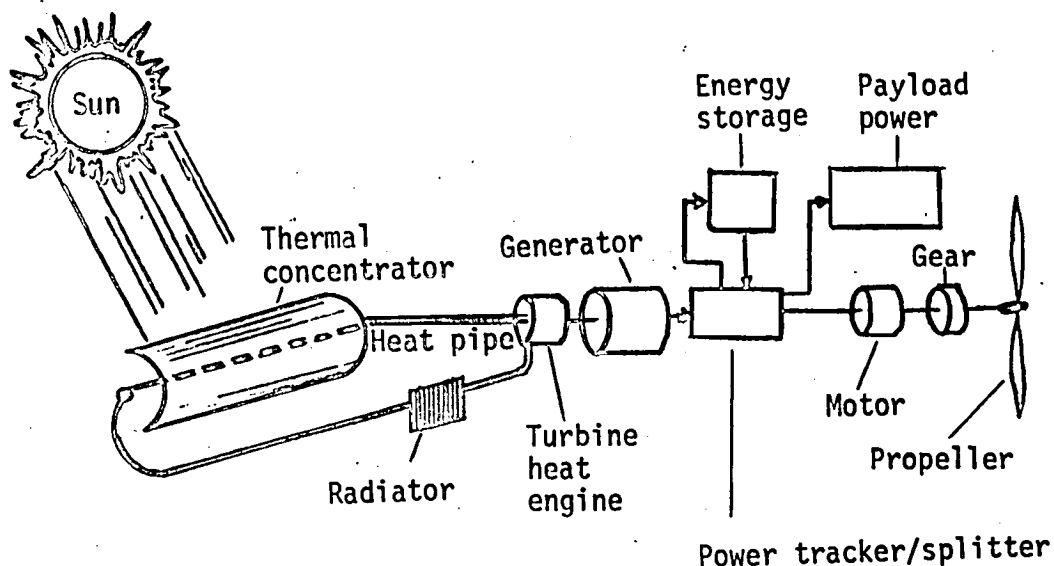 Sun
Energy
storage
Payload
power
Thermal
concentrator
Generator
Gear
Heat pipe
Motor
Turbine
heat
engine
Propeller
Radiator
Power tracker/splitter